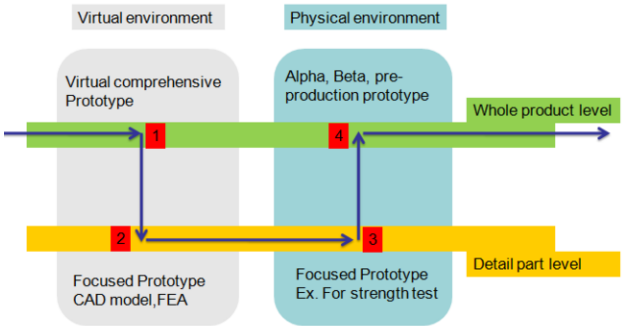 Virtual environment
Physical environment
Virtual comprehensive
Prototype
Alpha, Beta, pre-
production prototype
Whole product level
1
4
2
3
Detail part level
Focused Prototype
CAD model,FEA
Focused Prototype
Ex. For strength test